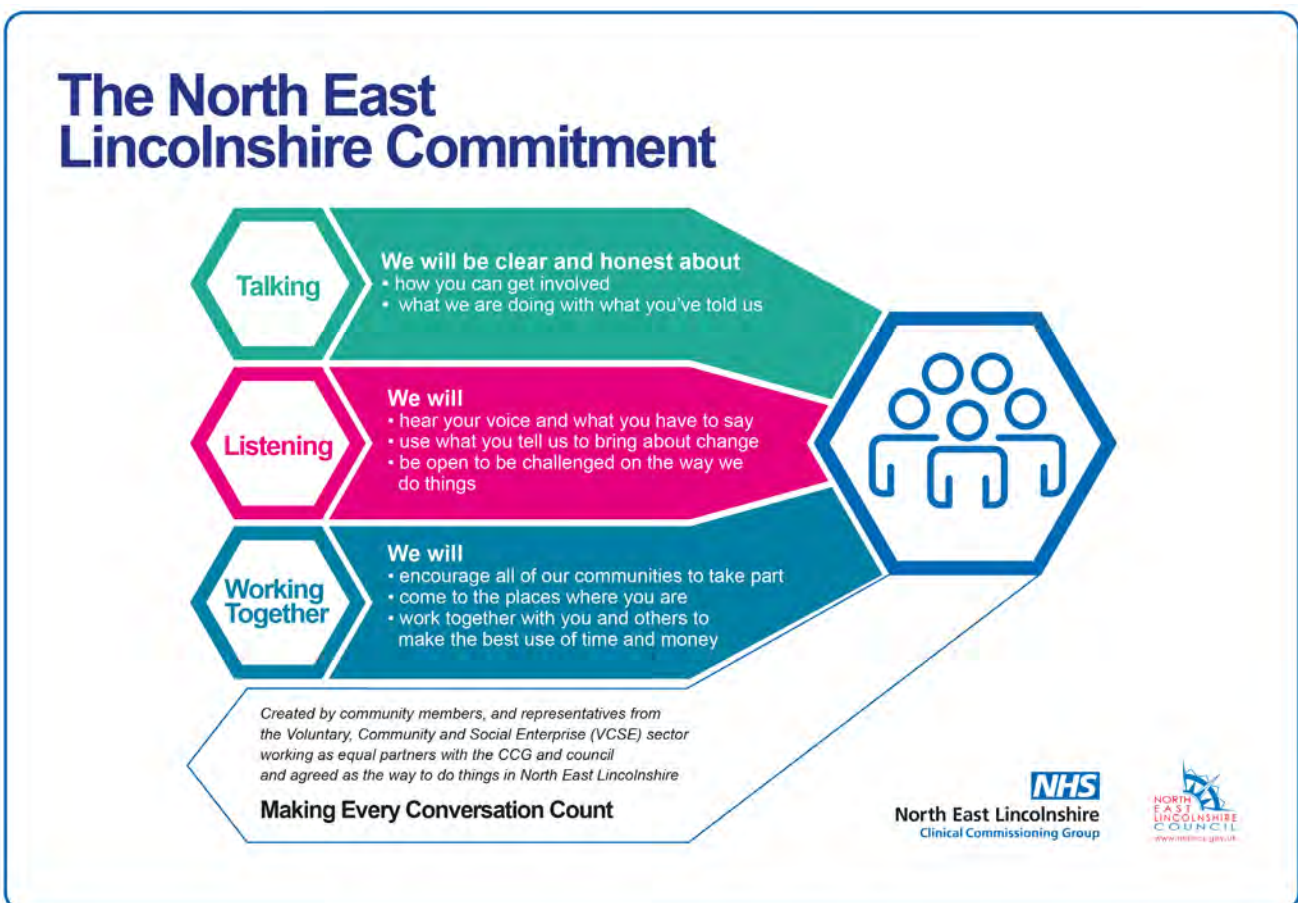 The North East
Lincolnshire Commitment
Talking
We will be clear and honest about
• how you can get involved
• what we are doing with what you've told us
Listening
We will
• hear your voice and what you have to say
• use what you tell us to bring about change
• be open to be challenged on the way we
do things
Working
Together
We will
• encourage all of our communities to take part
• come to the places where you are
• work together with you and others to
make the best use of time and money
Created by community members, and representatives from
the Voluntary, Community and Social Enterprise (VCSE) sector
working as equal partners with the CCG and council
and agreed as the way to do things in North East Lincolnshire
Making Every Conversation Count
NHS
North East Lincolnshire
Clinical Commissioning Group
NORTH
EAST
LINCOLNSHIRE
COUNCIL
www.nelincs.gov.uk